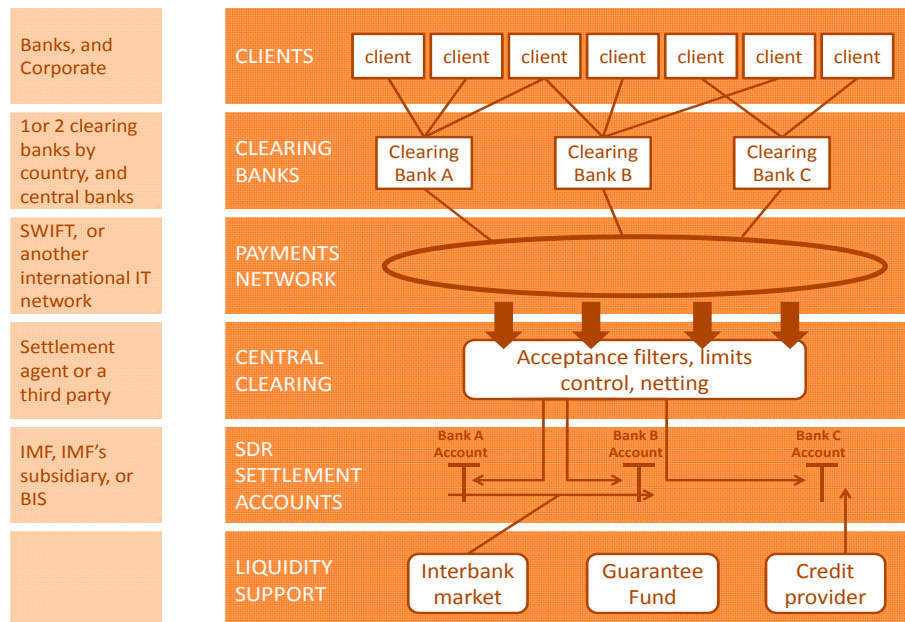 Banks, and
Corporate
CLIENTS
client
client
client
client
client
client
client
1or 2 clearing
banks by
country, and
central banks
CLEARING
BANKS
Clearing
Bank A
Clearing
Bank B
Clearing
Bank C
SWIFT, or
another
international IT
network
PAYMENTS
NETWORK
Settlement
agent or a
third party
CENTRAL
CLEARING
Acceptance filters, limits
control, netting
IMF, IMF's
subsidiary, or
BIS
SDR
SETTLEMENT
ACCOUNTS
Bank A
Account
Bank B
Account
Bank C
Account
LIQUIDITY
SUPPORT
Interbank
market
Guarantee
Fund
Credit
provider